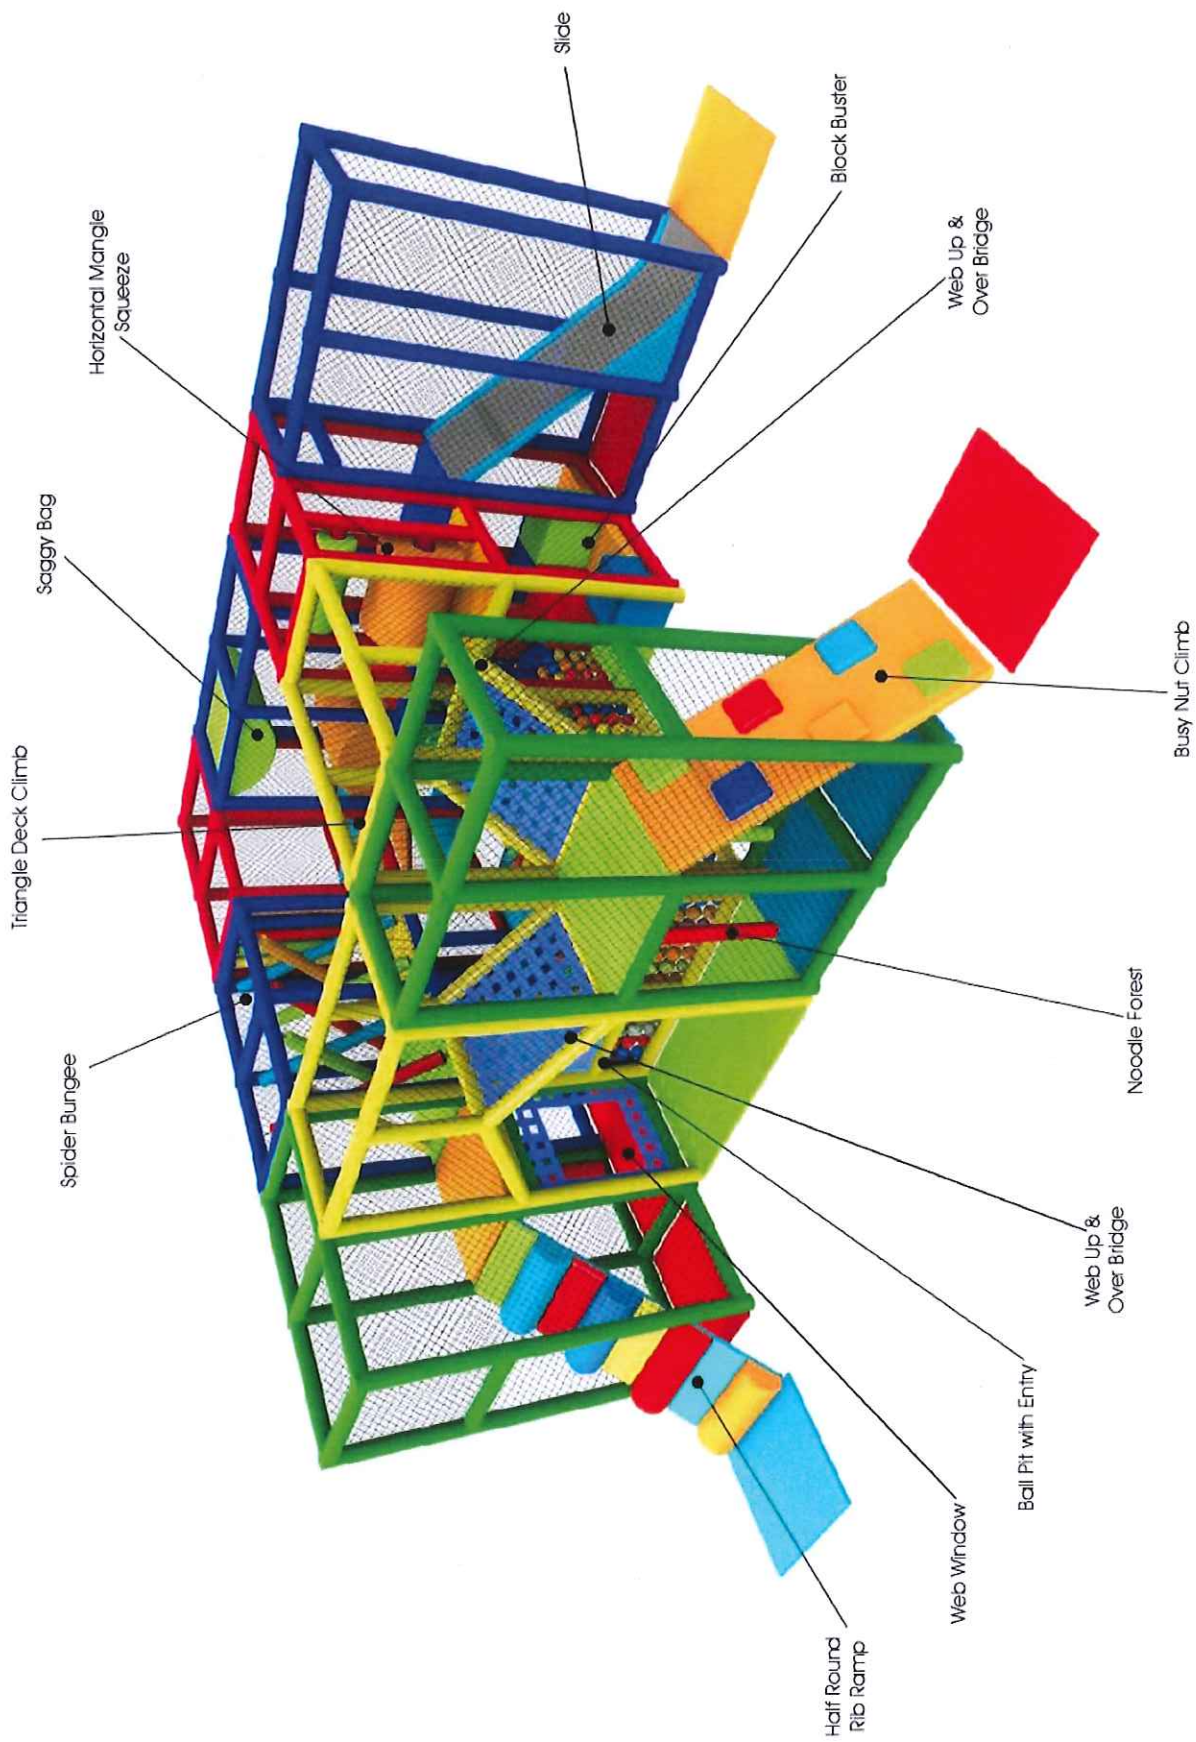 Spider Bungee
Triangle Deck Climb
Saggy Bag
Horizontal Mangle
Squeeze
Slide
Block Buster
Web Up &
Over Bridge
Busy Nut Climb
Noodle Forest
Web Up &
Over Bridge
Ball Pit with Entry
Web Window
Half Round
Rib Ramp